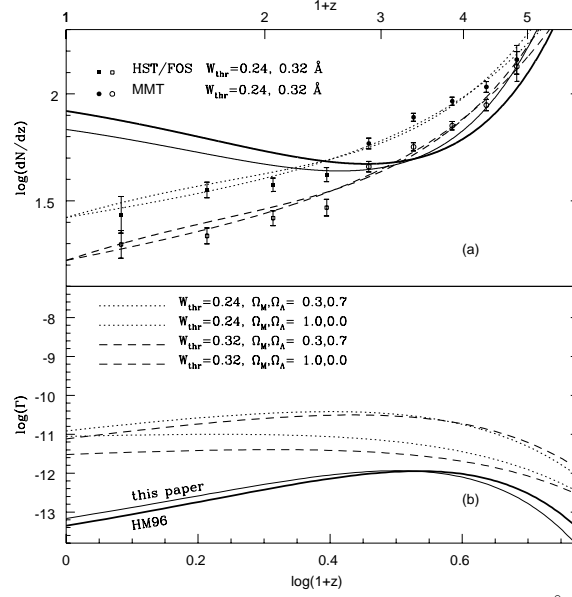 1+z
1 2 3 4 5
HST/FOS W_thr=0.24, 0.32 Å
MMT W_thr=0.24, 0.32 Å
2
1.5
log(dN/dz)
(a)
W_thr=0.24, Ω_M,Ω_Λ= 0.3,0.7
W_thr=0.24, Ω_M,Ω_Λ= 1.0,0.0
W_thr=0.32, Ω_M,Ω_Λ= 0.3,0.7
W_thr=0.32, Ω_M,Ω_Λ= 1.0,0.0
-8
-9
-10
-11
-12
-13
log(Γ)
this paper
HM96
(b)
0 0.2 0.4 0.6
log(1+z)